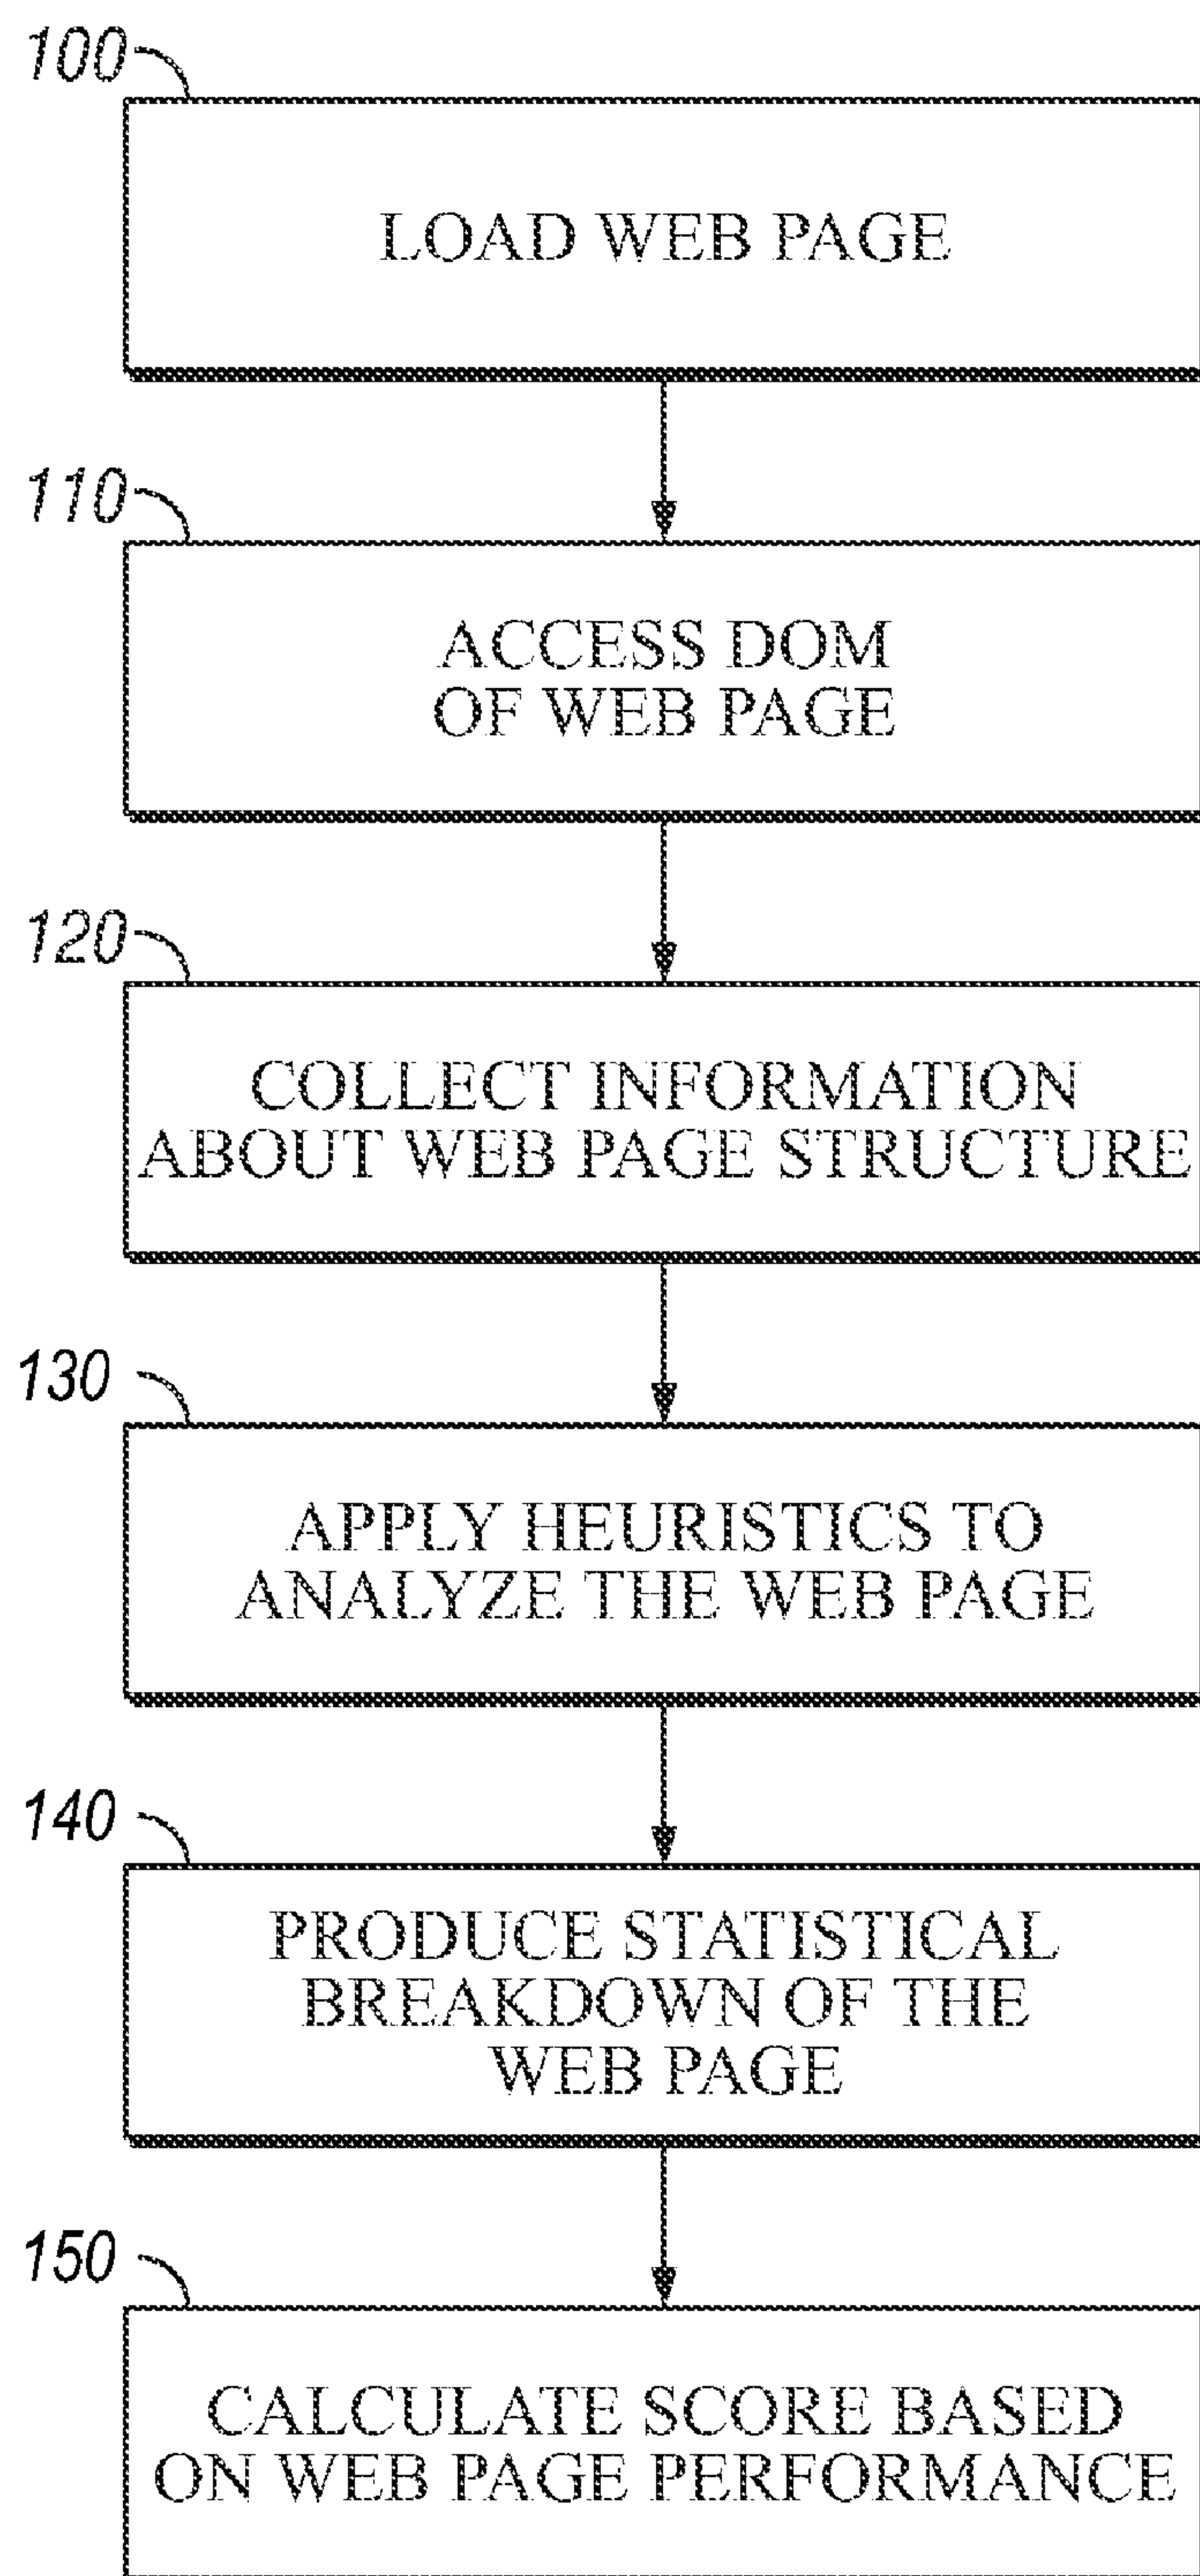 100
LOAD WEB PAGE
110
ACCESS DOM
OF WEB PAGE
120
COLLECT INFORMATION
ABOUT WEB PAGE STRUCTURE
130
APPLY HEURISTICS TO
ANALYZE THE WEB PAGE
140
PRODUCE STATISTICAL
BREAKDOWN OF THE
WEB PAGE
150
CALCULATE SCORE BASED
ON WEB PAGE PERFORMANCE